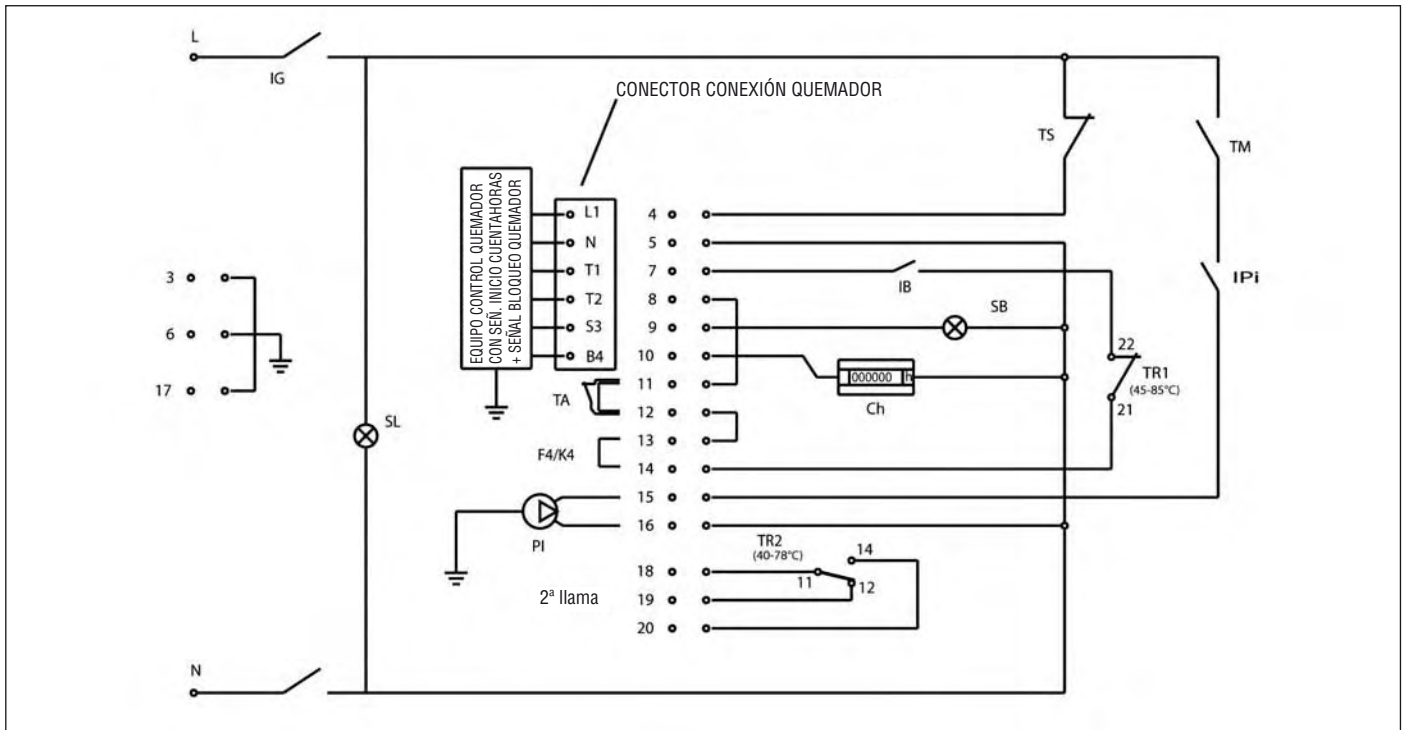 L
IG
CONECTOR CONEXIÓN QUEMADOR
TS
TM
EQUIPO CONTROL QUEMADOR
CON SEÑ. INICIO CUENTAHORAS
+ SEÑAL BLOQUEO QUEMADOR
L1
N
T1
T2
S3
B4
4
5
7
8
9
10
11
12
13
14
15
16
18
19
20
3
6
17
IB
IPi
SB
22
TR1
(45-85°C)
21
000000 h
Ch
TA
SL
F4/K4
PI
TR2
(40-78°C)
14
11
12
2ª llama
N